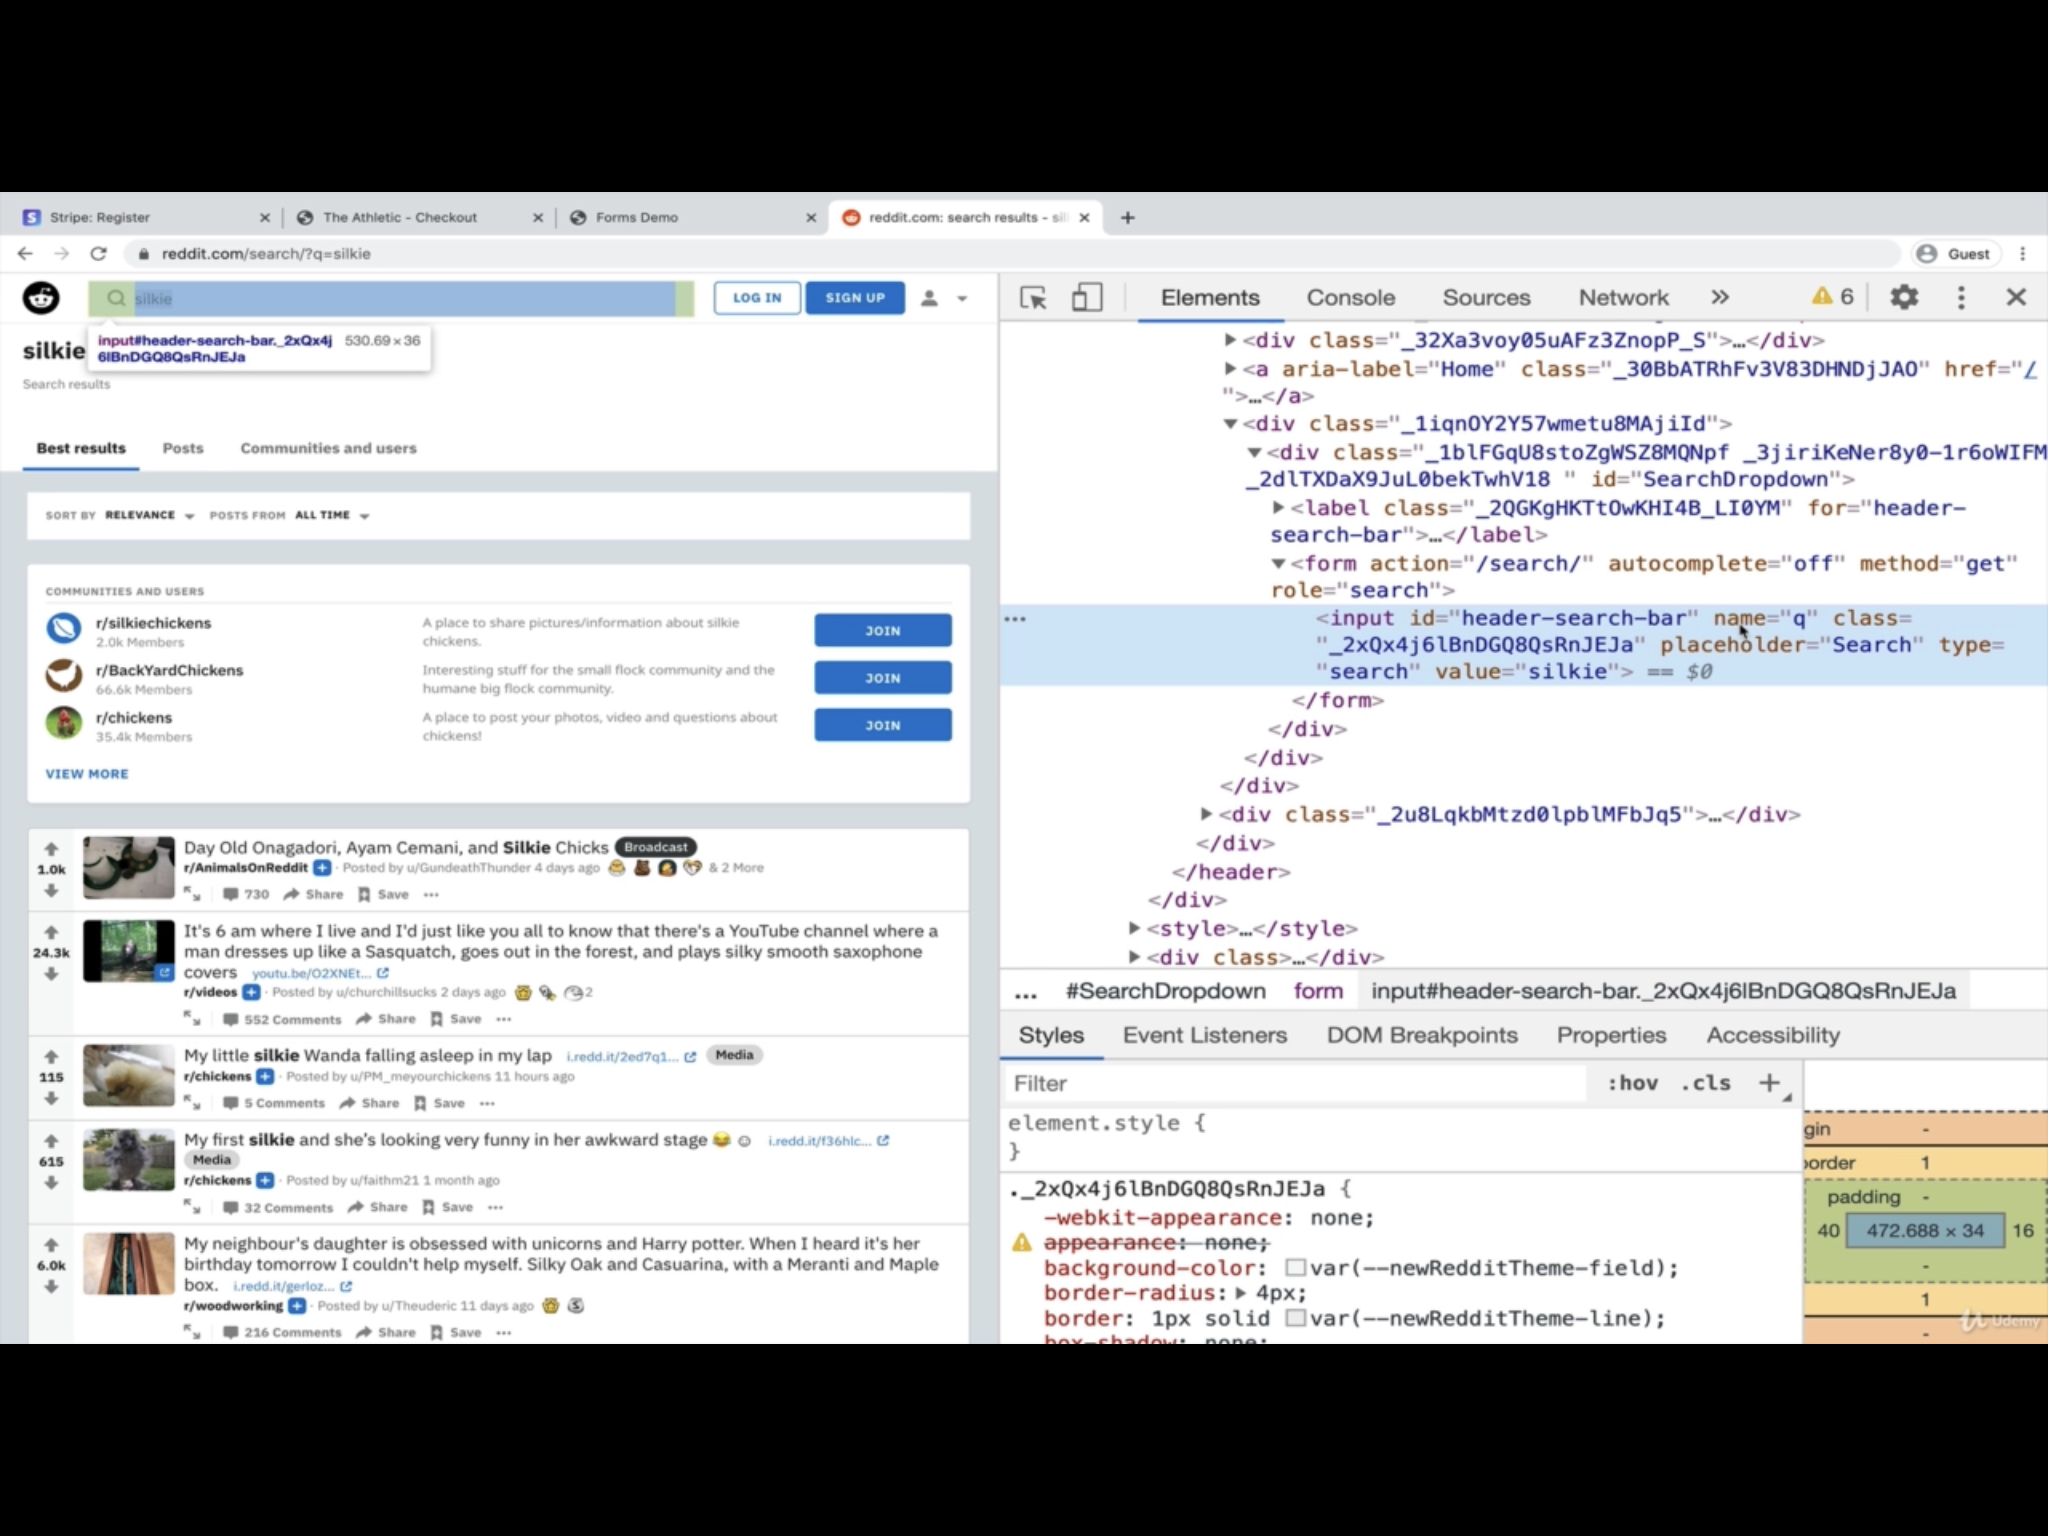 Stripe: Register
The Athletic - Checkout
Forms Demo
reddit.com: search results - sil
reddit.com/search/?q=silkie
Guest
silkie
LOG IN
SIGN UP
input#header-search-bar._2xQx4j 530.69 × 36
6lBnDGQ8QsRnJEJa
silkie
Search results
Best results Posts Communities and users
SORT BY RELEVANCE POSTS FROM ALL TIME
COMMUNITIES AND USERS
r/silkiechickens
2.0k Members
A place to share pictures/information about silkie
chickens.
JOIN
r/BackYardChickens
66.6k Members
Interesting stuff for the small flock community and the
humane big flock community.
JOIN
r/chickens
35.4k Members
A place to post your photos, video and questions about
chickens!
JOIN
VIEW MORE
1.0k
Day Old Onagadori, Ayam Cemani, and Silkie Chicks Broadcast
r/AnimalsOnReddit · Posted by u/GundeathThunder 4 days ago & 2 More
730 Share Save ...
24.3k
It's 6 am where I live and I'd just like you all to know that there's a YouTube channel where a
man dresses up like a Sasquatch, goes out in the forest, and plays silky smooth saxophone
covers youtu.be/O2XNEt...
r/videos · Posted by u/churchillsucks 2 days ago 2
552 Comments Share Save ...
115
My little silkie Wanda falling asleep in my lap i.redd.it/2ed7q1... Media
r/chickens · Posted by u/PM_meyourchickens 11 hours ago
5 Comments Share Save ...
615
My first silkie and she's looking very funny in her awkward stage 😂 ☺ i.redd.it/f36hlc...
Media
r/chickens · Posted by u/faithm21 1 month ago
32 Comments Share Save ...
6.0k
My neighbour's daughter is obsessed with unicorns and Harry potter. When I heard it's her
birthday tomorrow I couldn't help myself. Silky Oak and Casuarina, with a Meranti and Maple
box. i.redd.it/gerloz...
r/woodworking · Posted by u/Theuderic 11 days ago
216 Comments Share Save ...
Elements Console Sources Network » 6
<div class="_32Xa3voy05uAFz3ZnopP_S">…</div>
<a aria-label="Home" class="_30BbATRhFv3V83DHNDjJAO" href="/
">…</a>
<div class="_1iqnOY2Y57wmetu8MAjiId">
<div class="_1blFGqU8stoZgWSZ8MQNpf _3jiriKeNer8y0-1r6oWIFM
_2dlTXDaX9JuL0bekTwhV18 " id="SearchDropdown">
<label class="_2QGKgHKTtOwKHI4B_LI0YM" for="header-
search-bar">…</label>
<form action="/search/" autocomplete="off" method="get"
role="search">
<input id="header-search-bar" name="q" class=
"_2xQx4j6lBnDGQ8QsRnJEJa" placeholder="Search" type=
"search" value="silkie"> == $0
</form>
</div>
</div>
</div>
<div class="_2u8LqkbMtzd0lpblMFbJq5">…</div>
</div>
</header>
</div>
<style>…</style>
<div class>…</div>
... #SearchDropdown form input#header-search-bar._2xQx4j6lBnDGQ8QsRnJEJa
Styles Event Listeners DOM Breakpoints Properties Accessibility
Filter :hov .cls +
element.style {
}
._2xQx4j6lBnDGQ8QsRnJEJa {
-webkit-appearance: none;
appearance: none;
background-color: var(--newRedditTheme-field);
border-radius: 4px;
border: 1px solid var(--newRedditTheme-line);
box-shadow: none;
gin -
border 1
padding -
40 472.688 × 34 16
-
1
-
Udemy